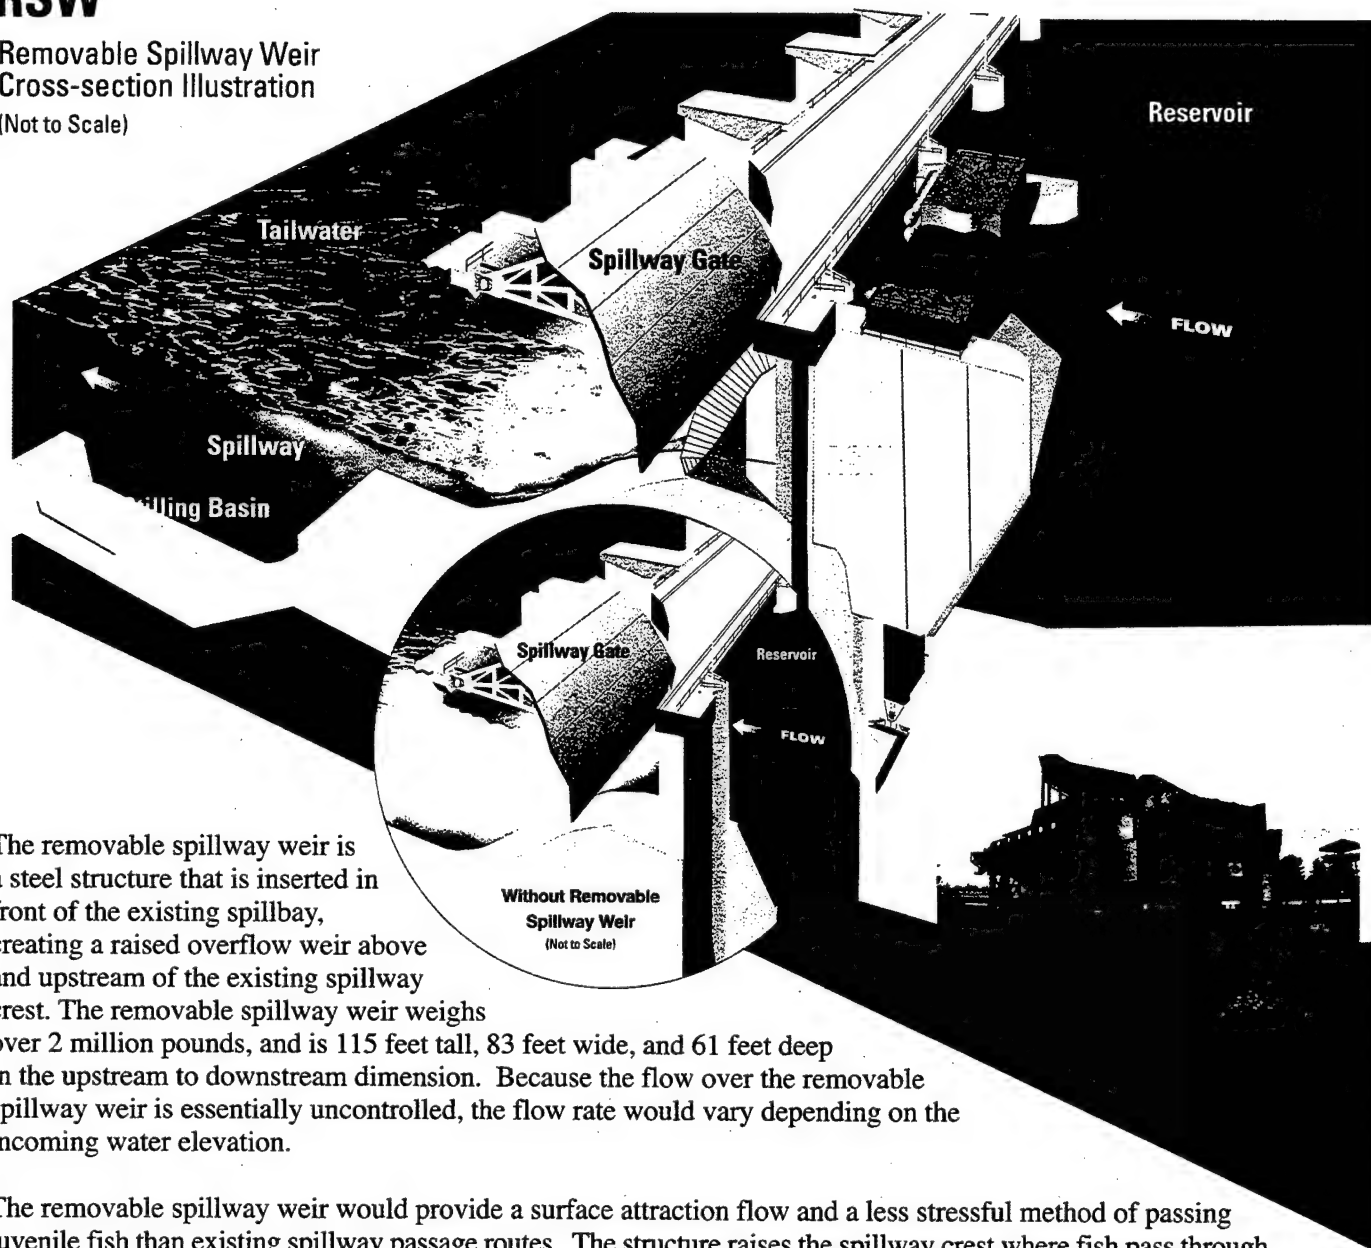 RSW
Removable Spillway Weir
Cross-section Illustration
(Not to Scale)
Reservoir
Tailwater
Spillway Gate
FLOW
Spillway
illing Basin
Spillway Gate
Reservoir
FLOW
Without Removable
Spillway Weir
(Not to Scale)
The removable spillway weir is
a steel structure that is inserted in
front of the existing spillbay,
creating a raised overflow weir above
and upstream of the existing spillway
crest. The removable spillway weir weighs
over 2 million pounds, and is 115 feet tall, 83 feet wide, and 61 feet deep
in the upstream to downstream dimension. Because the flow over the removable
spillway weir is essentially uncontrolled, the flow rate would vary depending on the
incoming water elevation.
The removable spillway weir would provide a surface attraction flow and a less stressful method of passing
juvenile fish than existing spillway passage routes. The structure raises the spillway crest where fish pass through